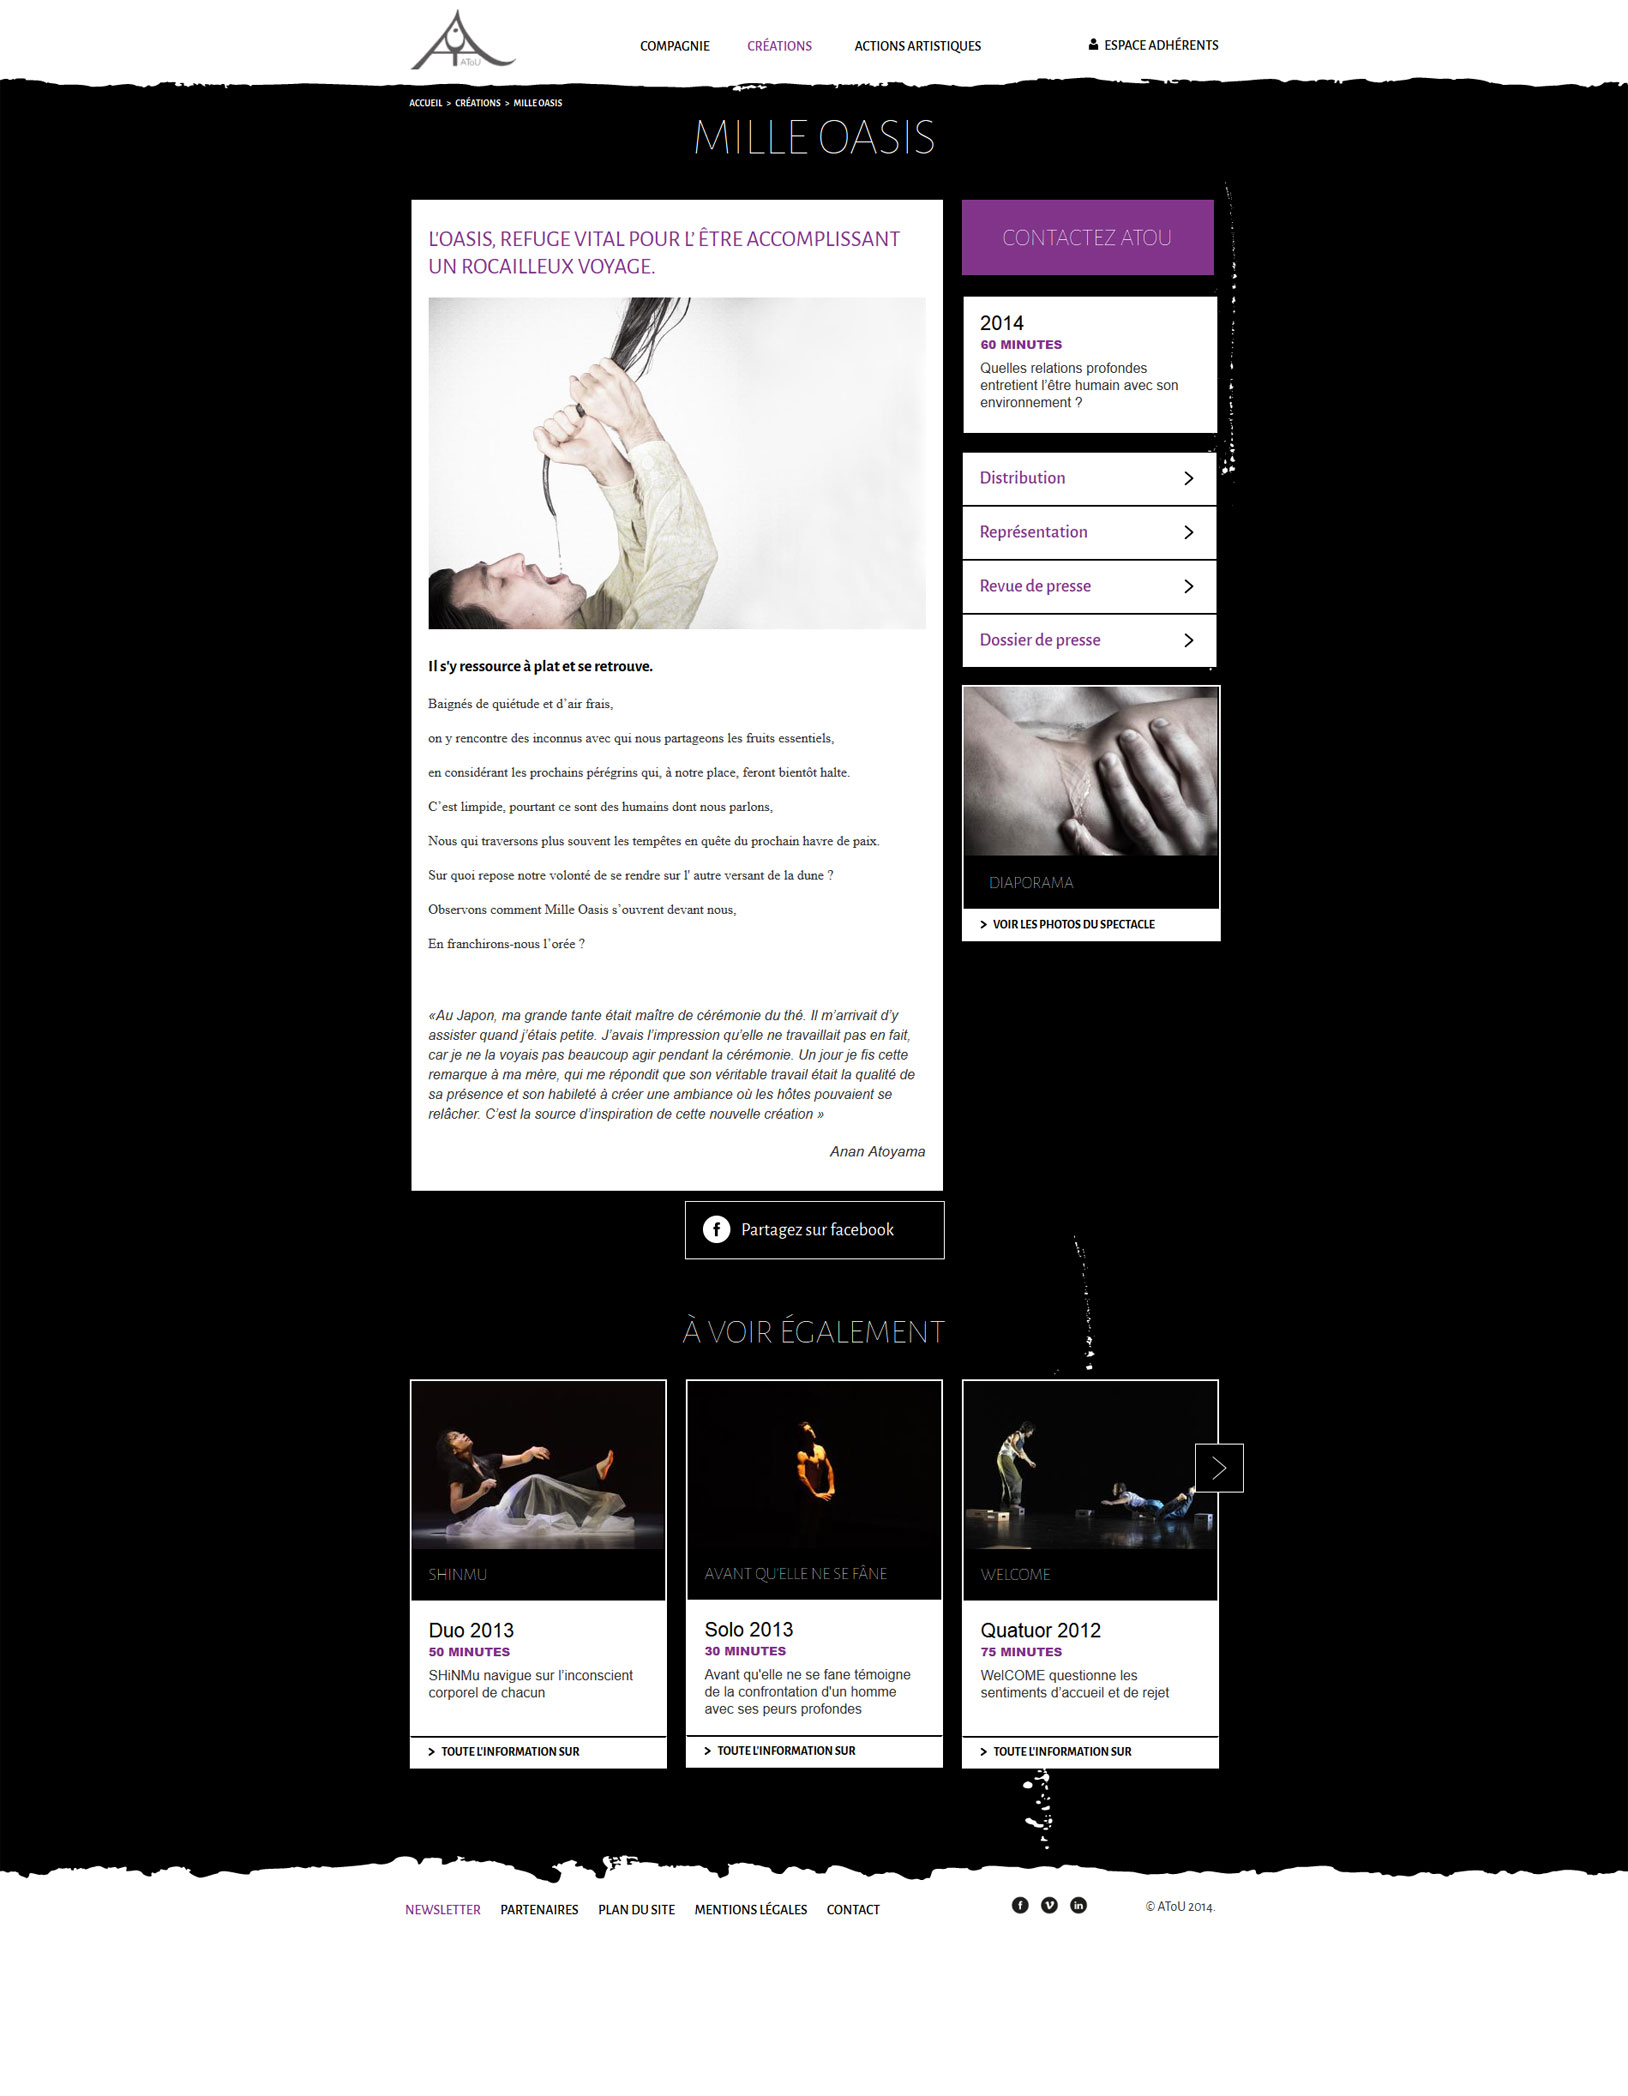 ATOU
COMPAGNIE
CRÉATIONS
ACTIONS ARTISTIQUES
ESPACE ADHÉRENTS
ACCUEIL > CRÉATIONS > MILLE OASIS
MILLE OASIS
L'OASIS, REFUGE VITAL POUR L’ ÊTRE ACCOMPLISSANT
UN ROCAILLEUX VOYAGE.
Il s'y ressource à plat et se retrouve.
Baignés de quiétude et d’air frais,
on y rencontre des inconnus avec qui nous partageons les fruits essentiels,
en considérant les prochains pérégrins qui, à notre place, feront bientôt halte.
C’est limpide, pourtant ce sont des humains dont nous parlons,
Nous qui traversons plus souvent les tempêtes en quête du prochain havre de paix.
Sur quoi repose notre volonté de se rendre sur l' autre versant de la dune ?
Observons comment Mille Oasis s’ouvrent devant nous,
En franchirons-nous l’orée ?
«Au Japon, ma grande tante était maître de cérémonie du thé. Il m’arrivait d’y
assister quand j’étais petite. J’avais l’impression qu’elle ne travaillait pas en fait,
car je ne la voyais pas beaucoup agir pendant la cérémonie. Un jour je fis cette
remarque à ma mère, qui me répondit que son véritable travail était la qualité de
sa présence et son habileté à créer une ambiance où les hôtes pouvaient se
relâcher. C’est la source d’inspiration de cette nouvelle création »
Anan Atoyama
Partagez sur facebook
CONTACTEZ ATOU
2014
60 MINUTES
Quelles relations profondes
entretient l’être humain avec son
environnement ?
Distribution
Représentation
Revue de presse
Dossier de presse
DIAPORAMA
> VOIR LES PHOTOS DU SPECTACLE
À VOIR ÉGALEMENT
SHINMU
Duo 2013
50 MINUTES
SHiNMu navigue sur l’inconscient
corporel de chacun
> TOUTE L'INFORMATION SUR
AVANT QU'ELLE NE SE FÂNE
Solo 2013
30 MINUTES
Avant qu'elle ne se fane témoigne
de la confrontation d'un homme
avec ses peurs profondes
> TOUTE L'INFORMATION SUR
WELCOME
Quatuor 2012
75 MINUTES
WelCOME questionne les
sentiments d’accueil et de rejet
> TOUTE L'INFORMATION SUR
NEWSLETTER
PARTENAIRES
PLAN DU SITE
MENTIONS LÉGALES
CONTACT
© AToU 2014.